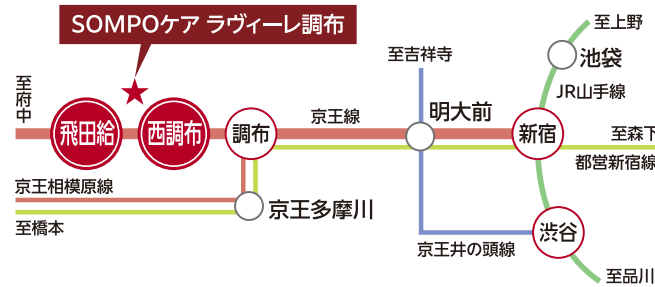 SOMPOケア ラヴィーレ調布
至上野
池袋
至吉祥寺
JR山手線
至府中
明大前
京王線
飛田給
西調布
調布
新宿
至森下
都営新宿線
京王相模原線
京王多摩川
至橋本
渋谷
京王井の頭線
至品川